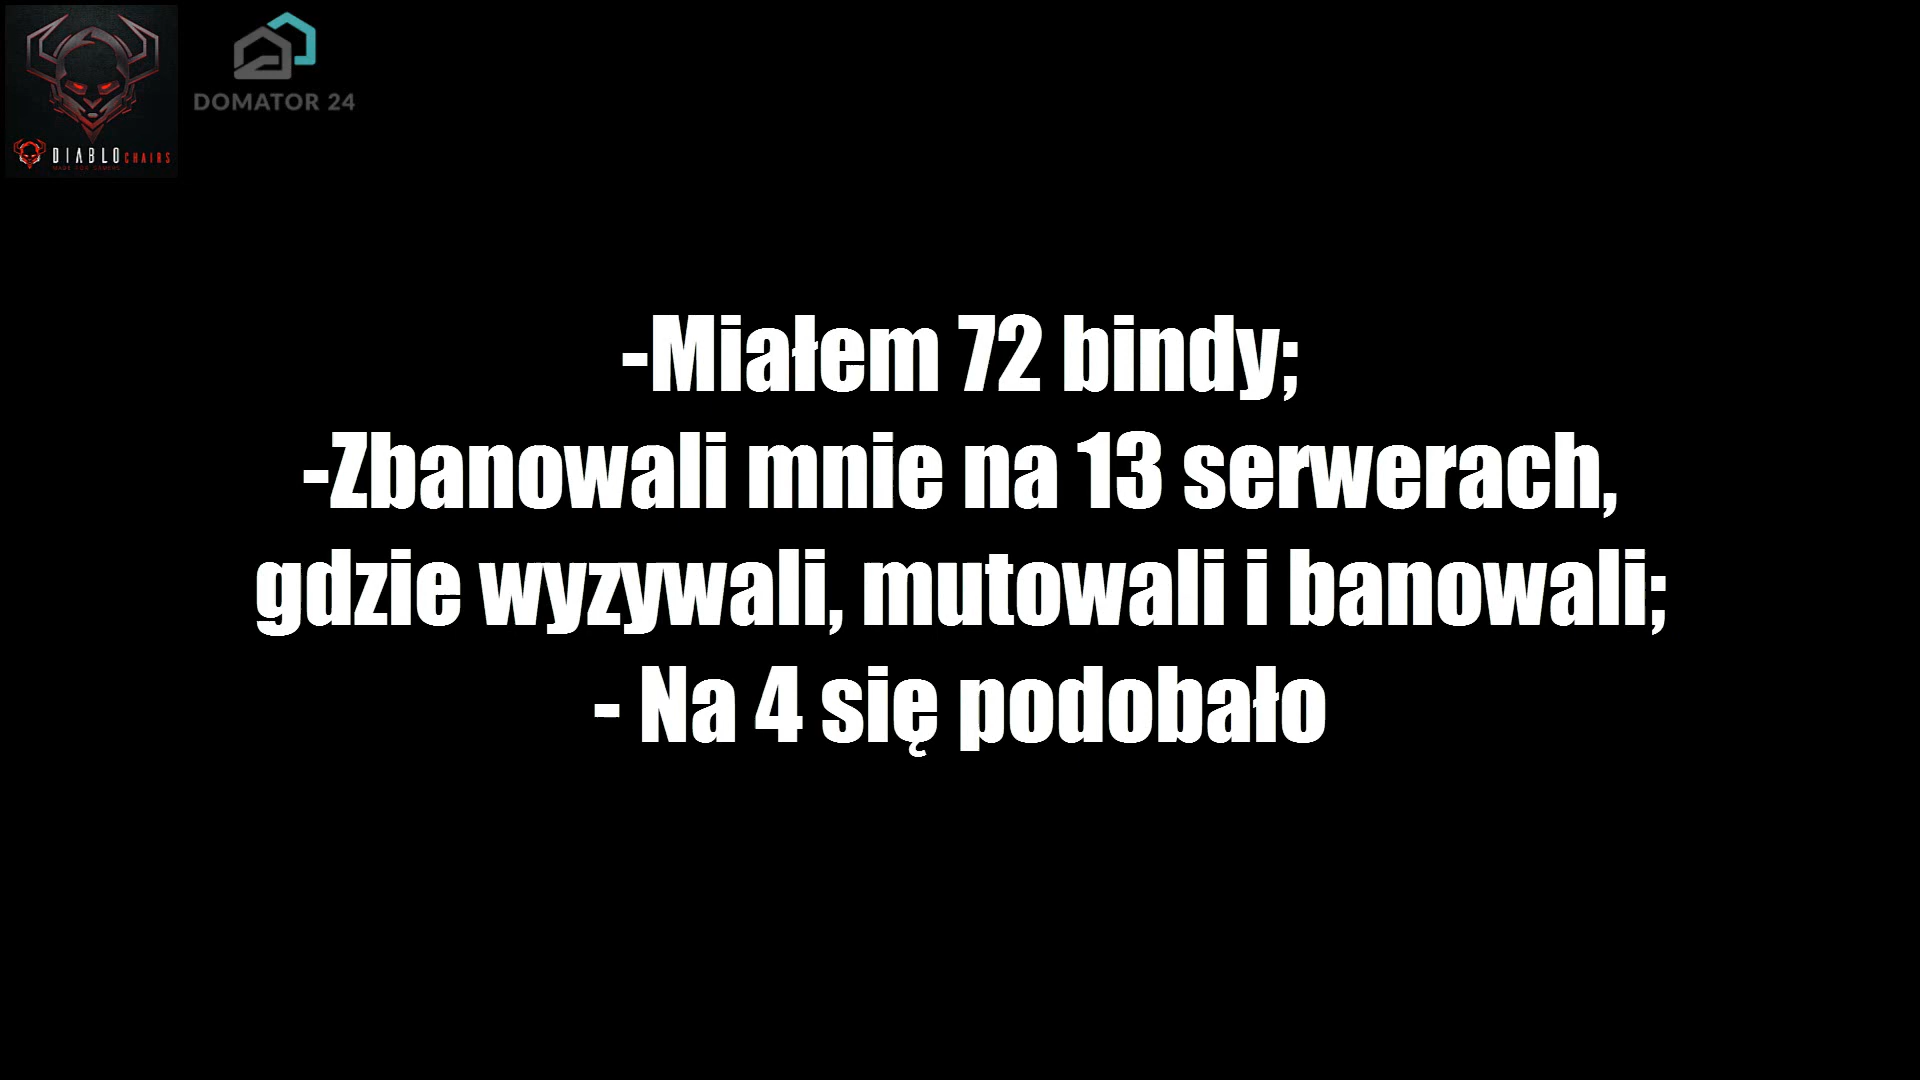 DOMATOR 24
DIABLO CHAIRS
-Miałem 72 bindy;
-Zbanowali mnie na 13 serwerach,
gdzie wyzywali, mutowali i banowali;
- Na 4 się podobało